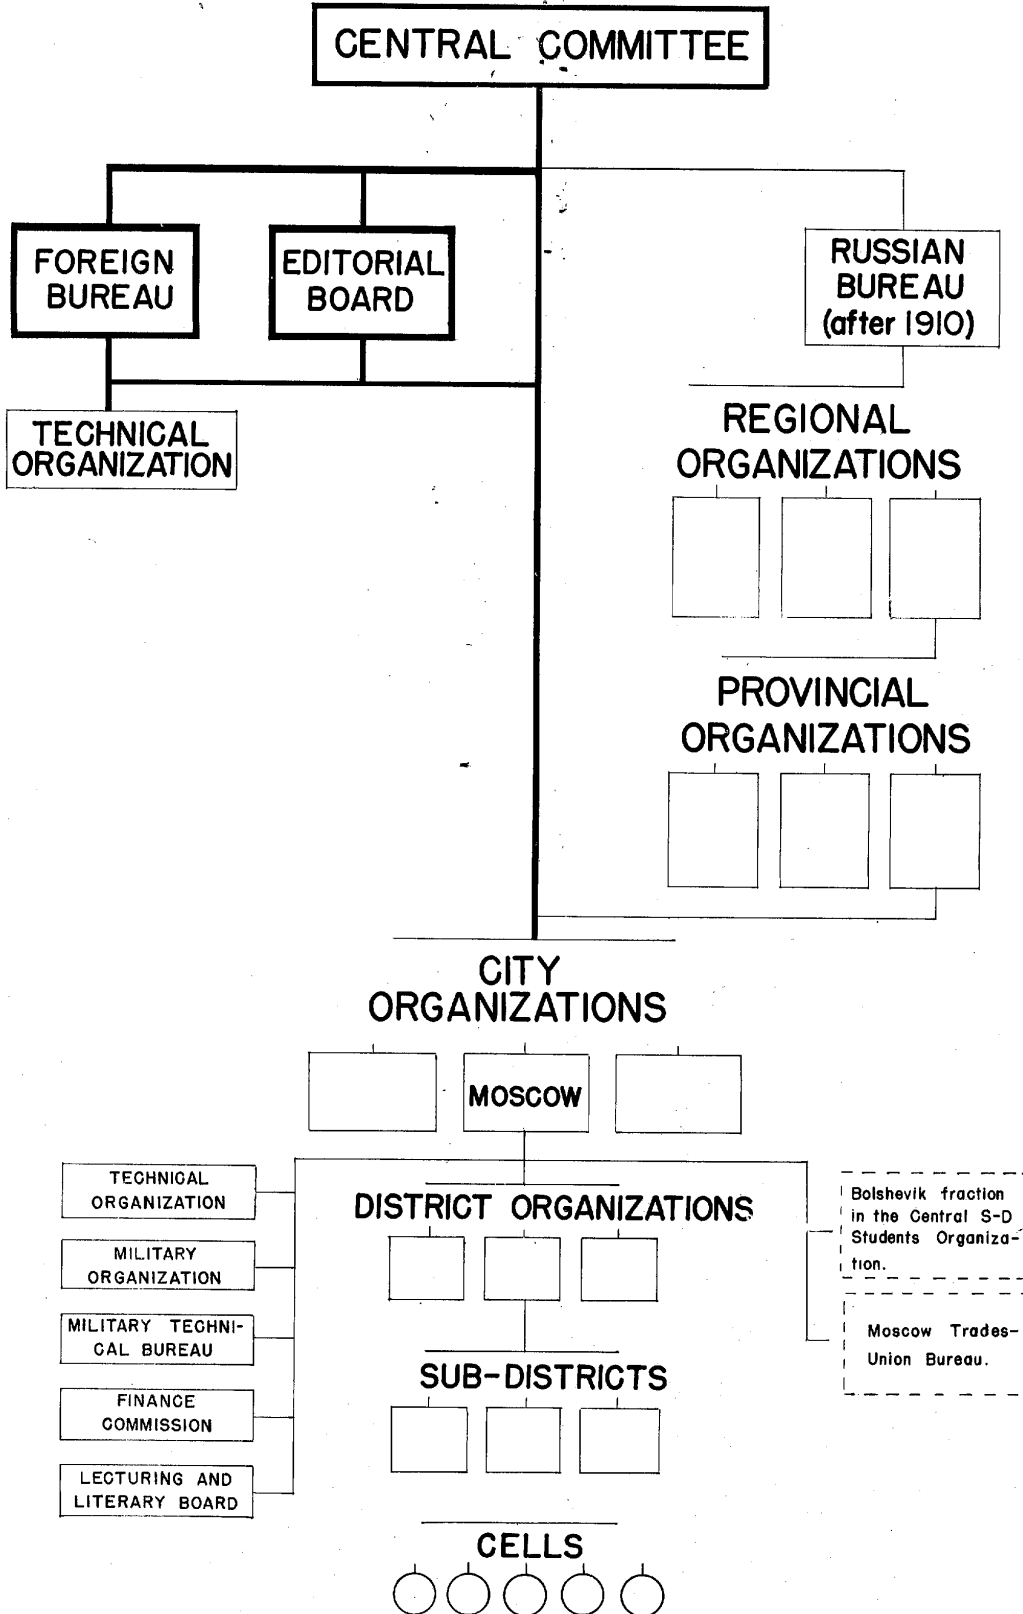 CENTRAL COMMITTEE
FOREIGN
BUREAU
EDITORIAL
BOARD
RUSSIAN
BUREAU
(after 1910)
TECHNICAL
ORGANIZATION
REGIONAL
ORGANIZATIONS
PROVINCIAL
ORGANIZATIONS
CITY
ORGANIZATIONS
MOSCOW
TECHNICAL
ORGANIZATION
MILITARY
ORGANIZATION
MILITARY TECHNI-
CAL BUREAU
FINANCE
COMMISSION
LECTURING AND
LITERARY BOARD
DISTRICT ORGANIZATIONS
SUB-DISTRICTS
CELLS
Bolshevik fraction
in the Central S-D
Students Organiza-
tion.
Moscow Trades-
Union Bureau.